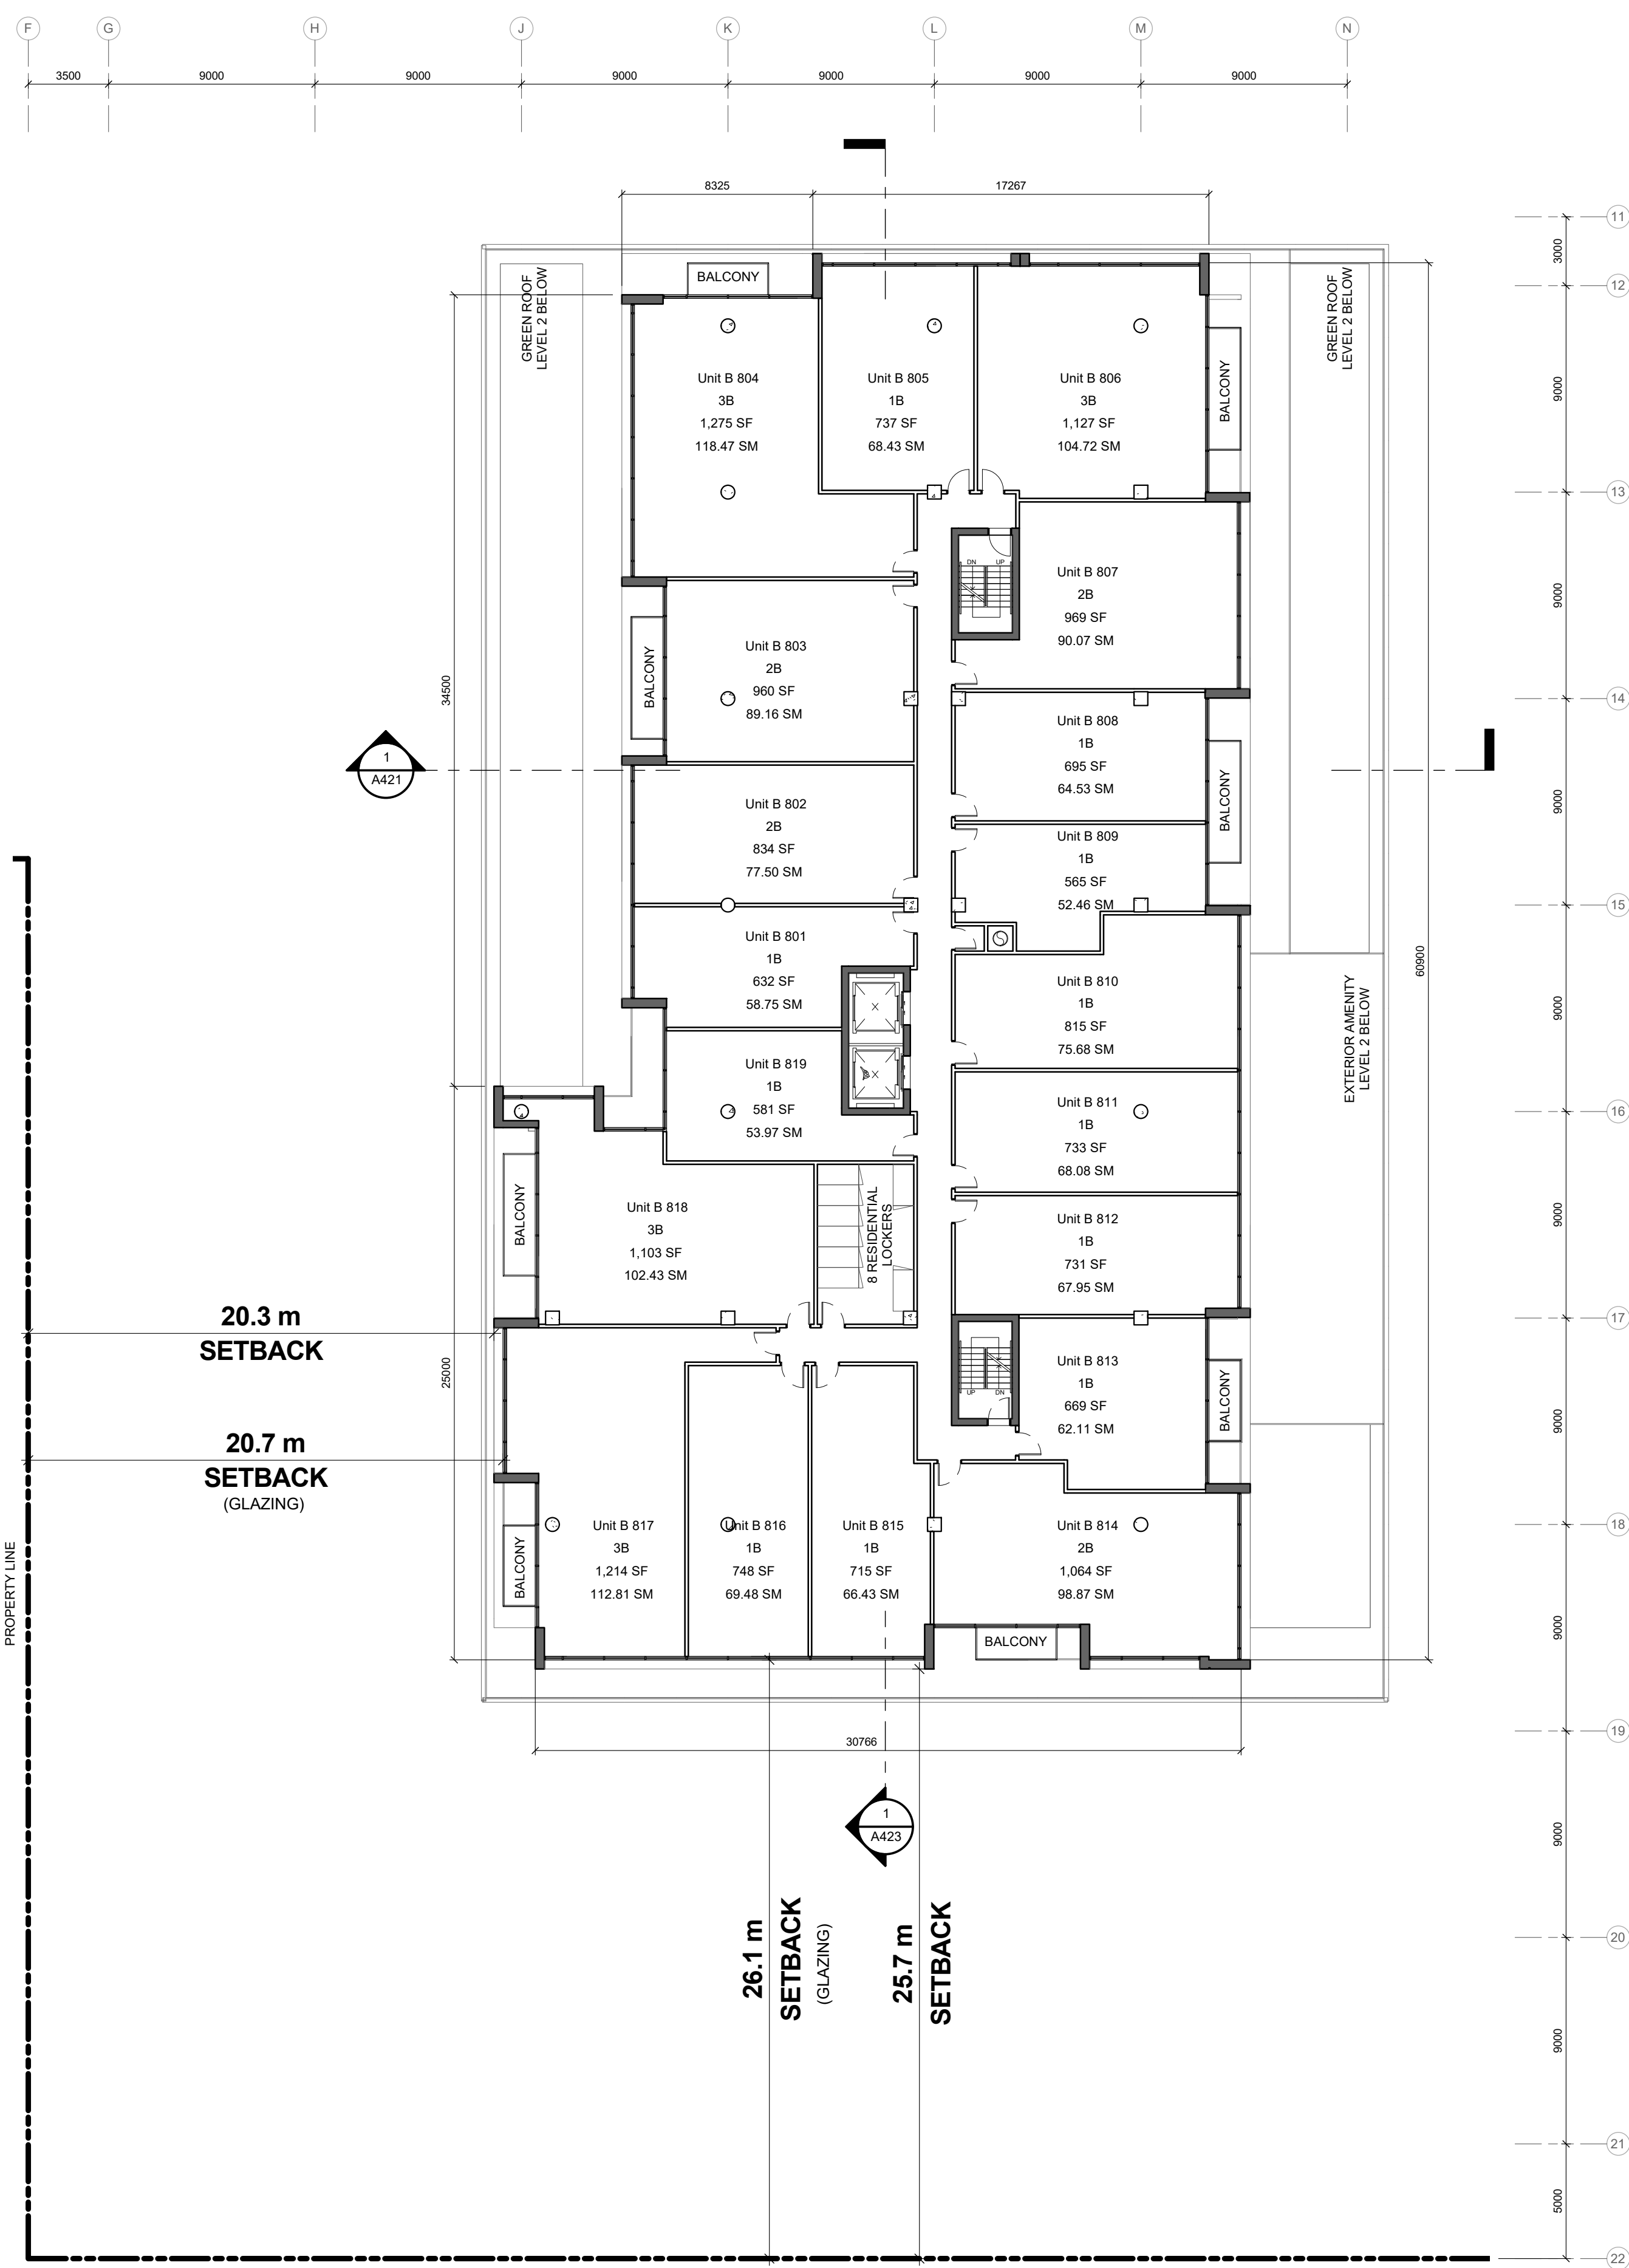 F
G
H
J
K
L
M
N
3500
9000
9000
9000
9000
9000
9000
8325
17267
11
3000
12
9000
13
9000
14
9000
15
9000
16
9000
17
9000
18
9000
19
9000
20
9000
21
5000
22
GREEN ROOF
LEVEL 2 BELOW
BALCONY
GREEN ROOF
LEVEL 2 BELOW
Unit B 804
3B
1,275 SF
118.47 SM
Unit B 805
1B
737 SF
68.43 SM
Unit B 806
3B
1,127 SF
104.72 SM
BALCONY
DN
UP
Unit B 807
2B
969 SF
90.07 SM
34500
BALCONY
Unit B 803
2B
960 SF
89.16 SM
Unit B 808
1B
695 SF
64.53 SM
BALCONY
1
A421
Unit B 802
2B
834 SF
77.50 SM
Unit B 809
1B
565 SF
52.46 SM
Unit B 801
1B
632 SF
58.75 SM
60900
Unit B 810
1B
815 SF
75.68 SM
EXTERIOR AMENITY
LEVEL 2 BELOW
Unit B 819
1B
581 SF
53.97 SM
Unit B 811
1B
733 SF
68.08 SM
BALCONY
Unit B 818
3B
1,103 SF
102.43 SM
8 RESIDENTIAL
LOCKERS
Unit B 812
1B
731 SF
67.95 SM
20.3 m
SETBACK
25000
UP
DN
Unit B 813
1B
669 SF
62.11 SM
BALCONY
20.7 m
SETBACK
(GLAZING)
PROPERTY LINE
BALCONY
Unit B 817
3B
1,214 SF
112.81 SM
Unit B 816
1B
748 SF
69.48 SM
Unit B 815
1B
715 SF
66.43 SM
Unit B 814
2B
1,064 SF
98.87 SM
BALCONY
30766
1
A423
26.1 m
SETBACK
(GLAZING)
25.7 m
SETBACK